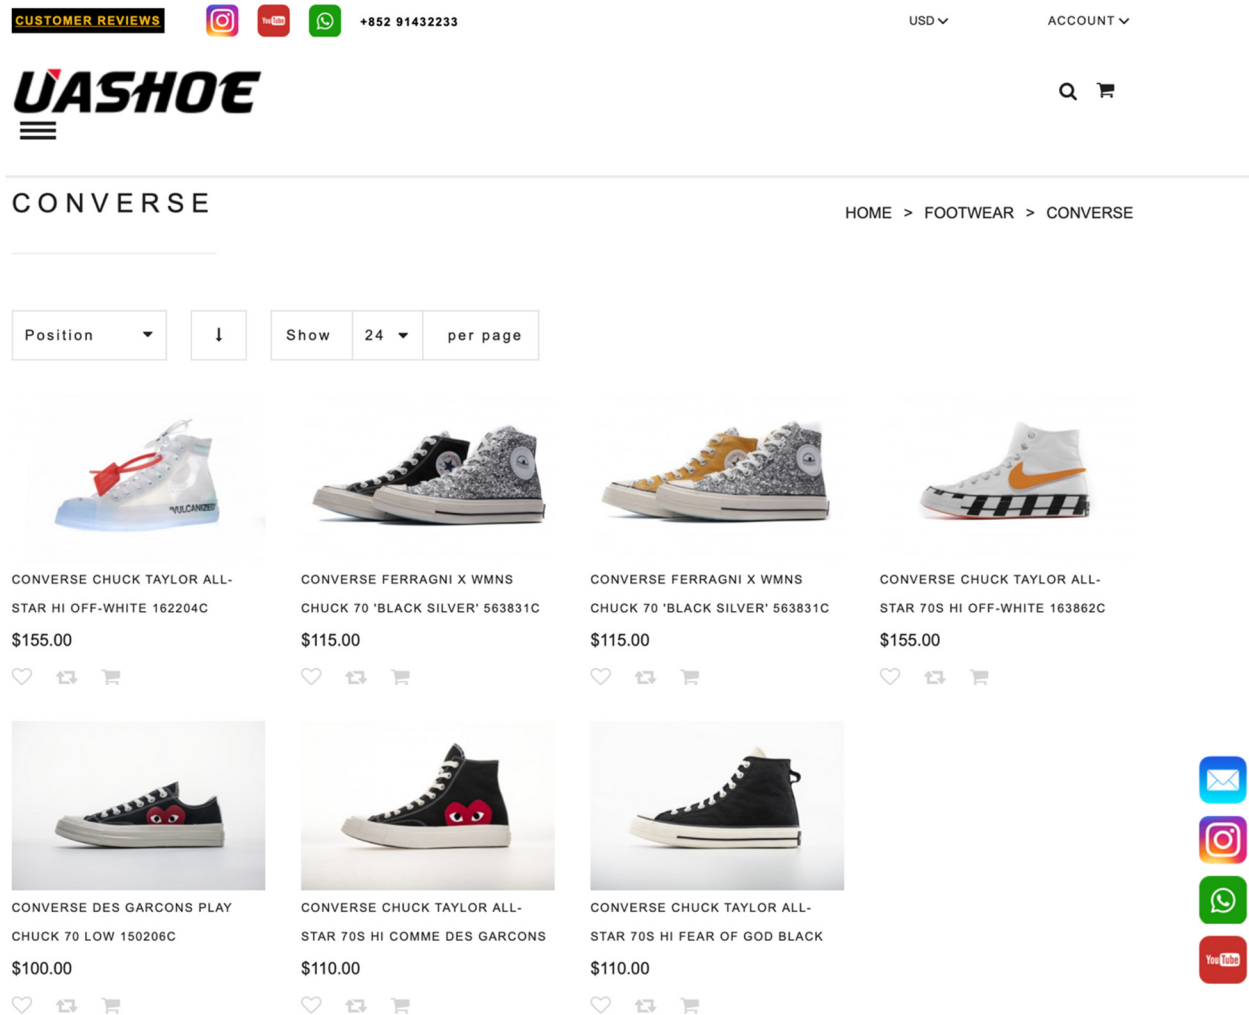 CUSTOMER REVIEWS
You Tube
+852 91432233
USD
ACCOUNT
UASHOE
CONVERSE
HOME > FOOTWEAR > CONVERSE
Position
Show 24 per page
"VULCANIZED"
CONVERSE CHUCK TAYLOR ALL-
STAR HI OFF-WHITE 162204C
$155.00
CONVERSE FERRAGNI X WMNS
CHUCK 70 'BLACK SILVER' 563831C
$115.00
CONVERSE FERRAGNI X WMNS
CHUCK 70 'BLACK SILVER' 563831C
$115.00
CONVERSE CHUCK TAYLOR ALL-
STAR 70S HI OFF-WHITE 163862C
$155.00
CONVERSE DES GARCONS PLAY
CHUCK 70 LOW 150206C
$100.00
CONVERSE CHUCK TAYLOR ALL-
STAR 70S HI COMME DES GARCONS
$110.00
CONVERSE CHUCK TAYLOR ALL-
STAR 70S HI FEAR OF GOD BLACK
$110.00
You Tube